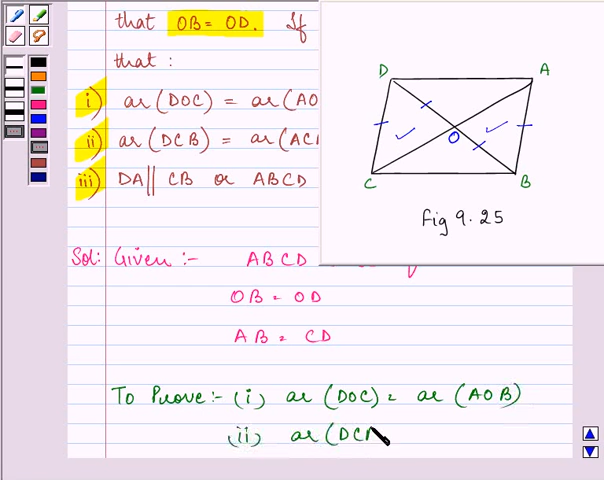 that OB = OD. If
that :
i) ar (DOC) = ar (AO
ii) ar (DCB) = ar (AC
iii) DA || CB or ABCD
D A
O
C B
Fig 9.25
Sol: Given :- ABCD
OB = OD
AB = CD
To Prove :- (i) ar (DOC) = ar (AOB)
(ii) ar (DC